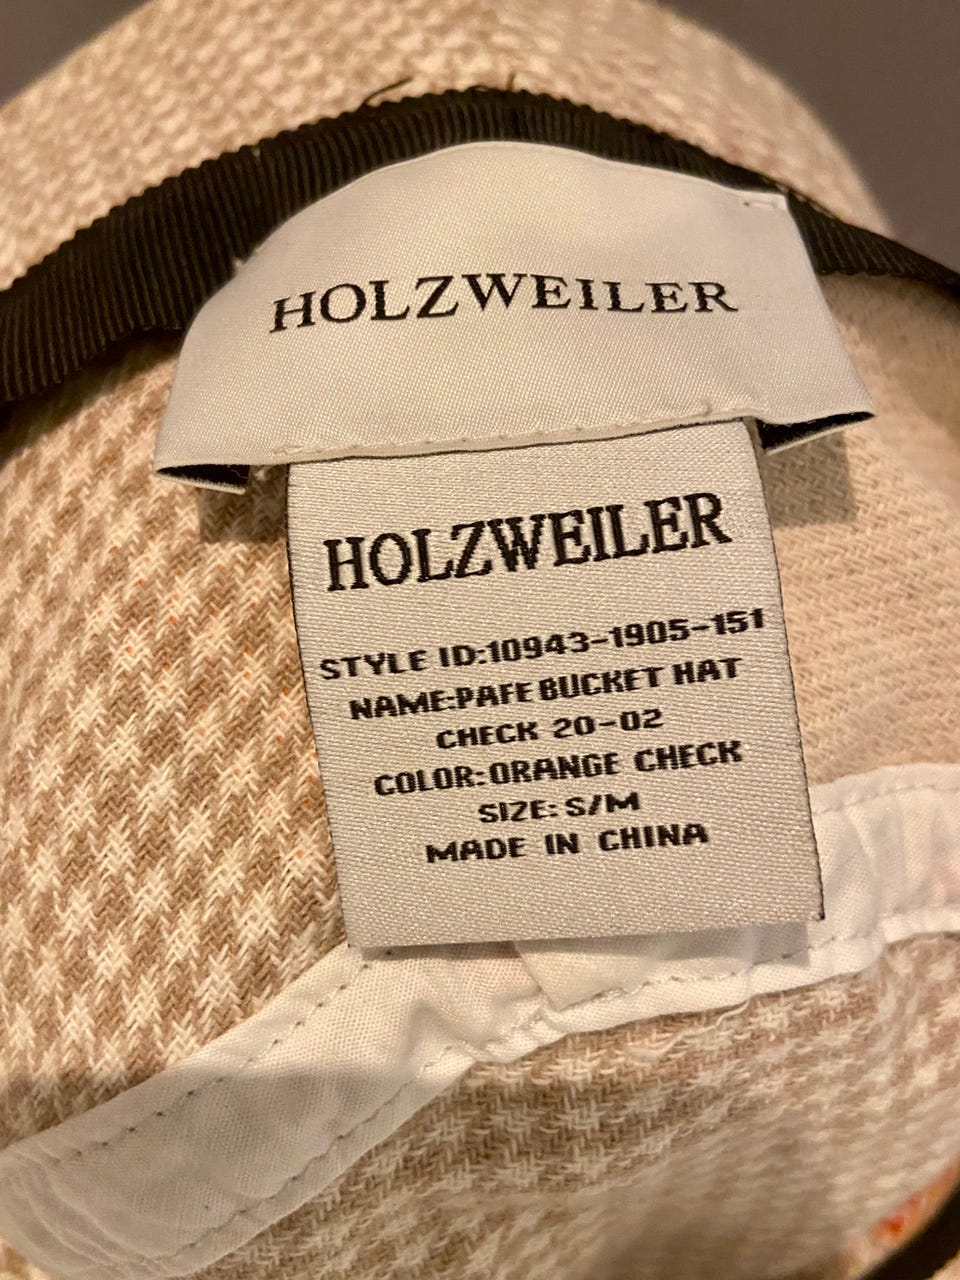 HOLZWEILER
HOLZWEILER
STYLE ID:10943-1905-151
NAME:PAFE BUCKET HAT
CHECK 20-02
COLOR:ORANGE CHECK
SIZE: S/M
MADE IN CHINA